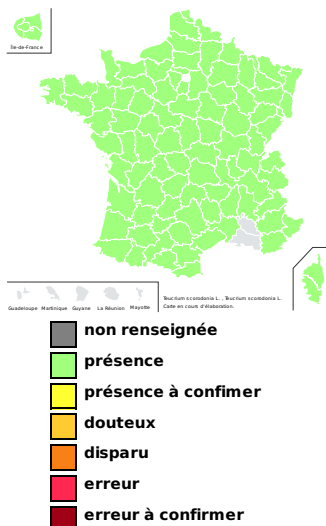 Île-de-France
Guadeloupe Martinique Guyane La Réunion Mayotte
Teucrium scorodonia L. , Teucrium scorodonia L.
Carte en cours d'élaboration.
non renseignée
présence
présence à confimer
douteux
disparu
erreur
erreur à confirmer